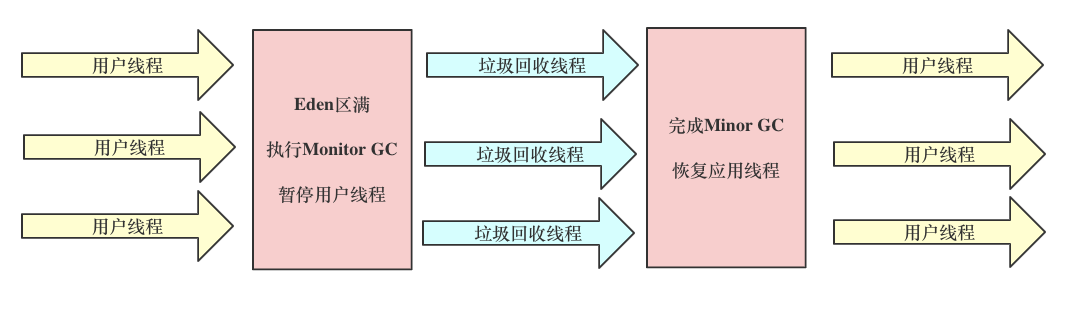 用户线程
用户线程
用户线程
Eden区满
执行Monitor GC
暂停用户线程
垃圾回收线程
垃圾回收线程
垃圾回收线程
完成Minor GC
恢复应用线程
用户线程
用户线程
用户线程